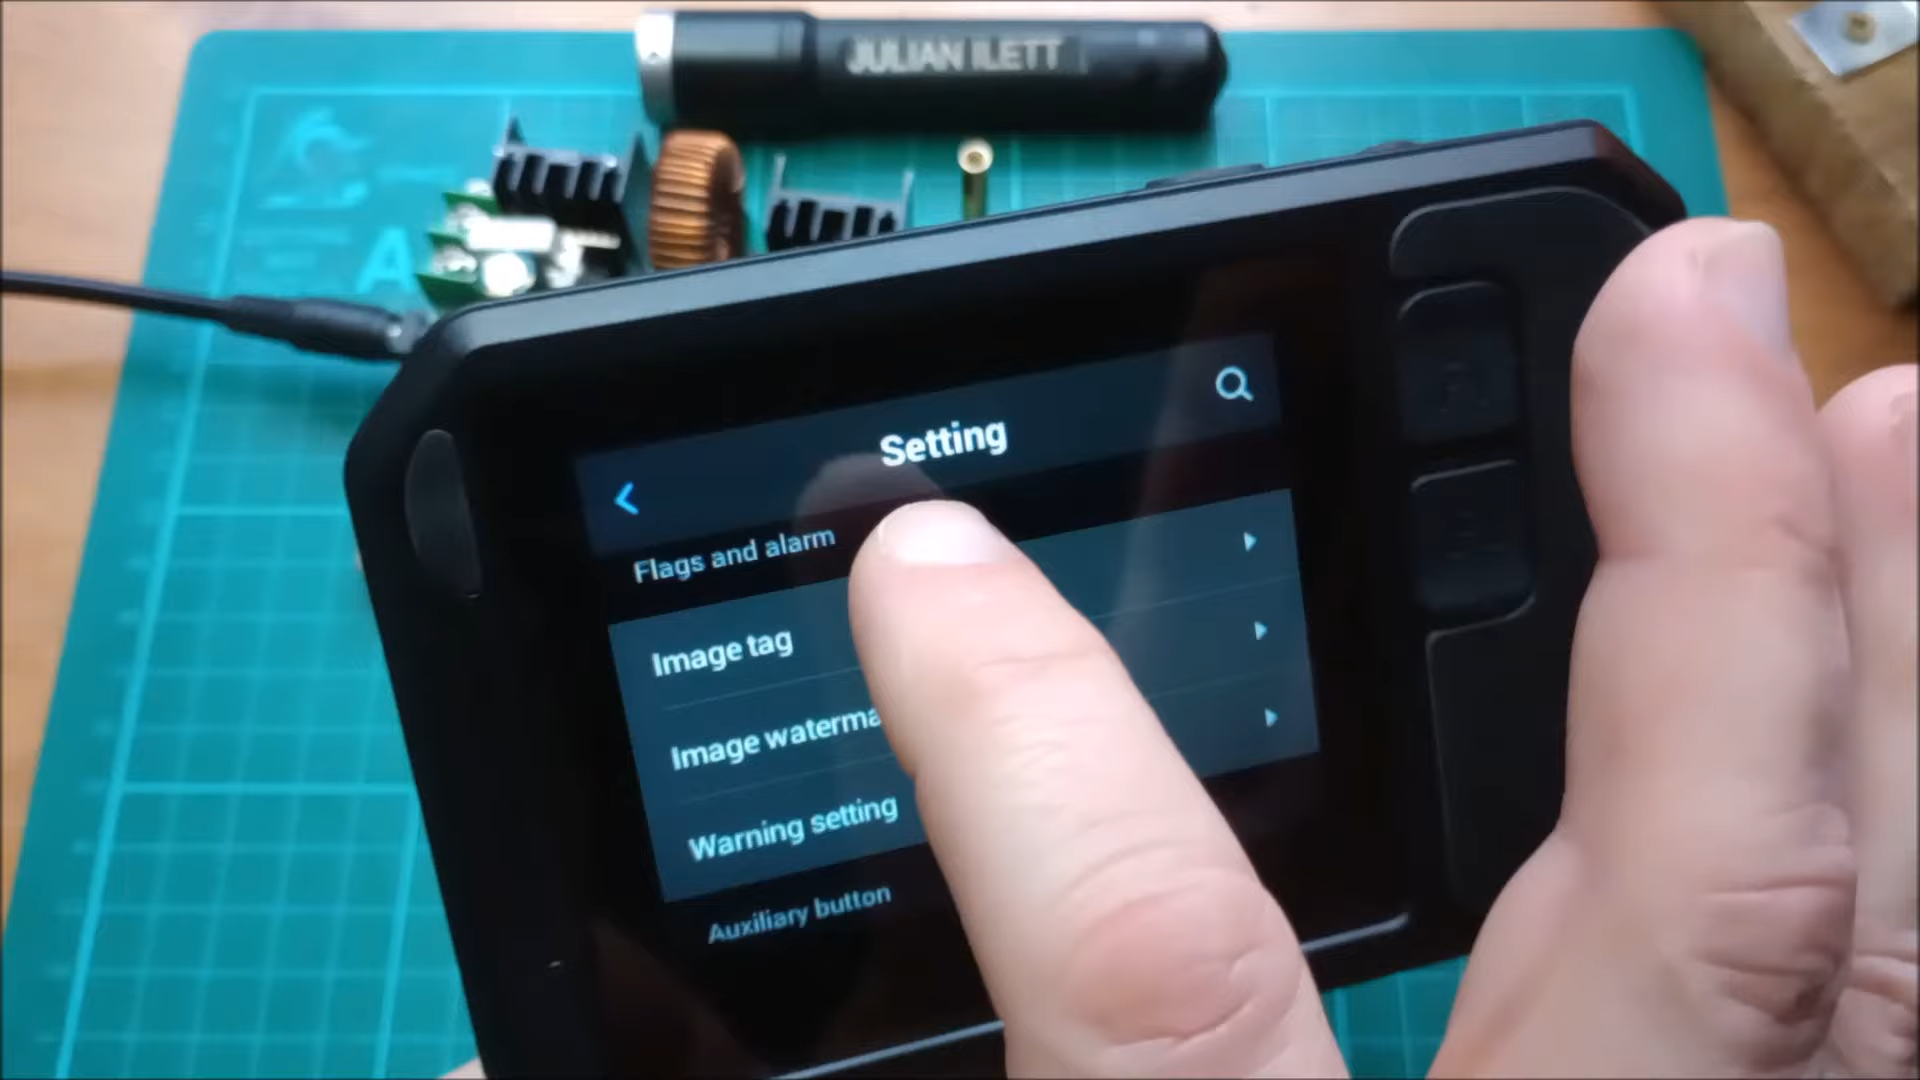 JULIAN ILETT
A
Setting
Flags and alarm
Image tag
Image waterma
Warning setting
Auxiliary button